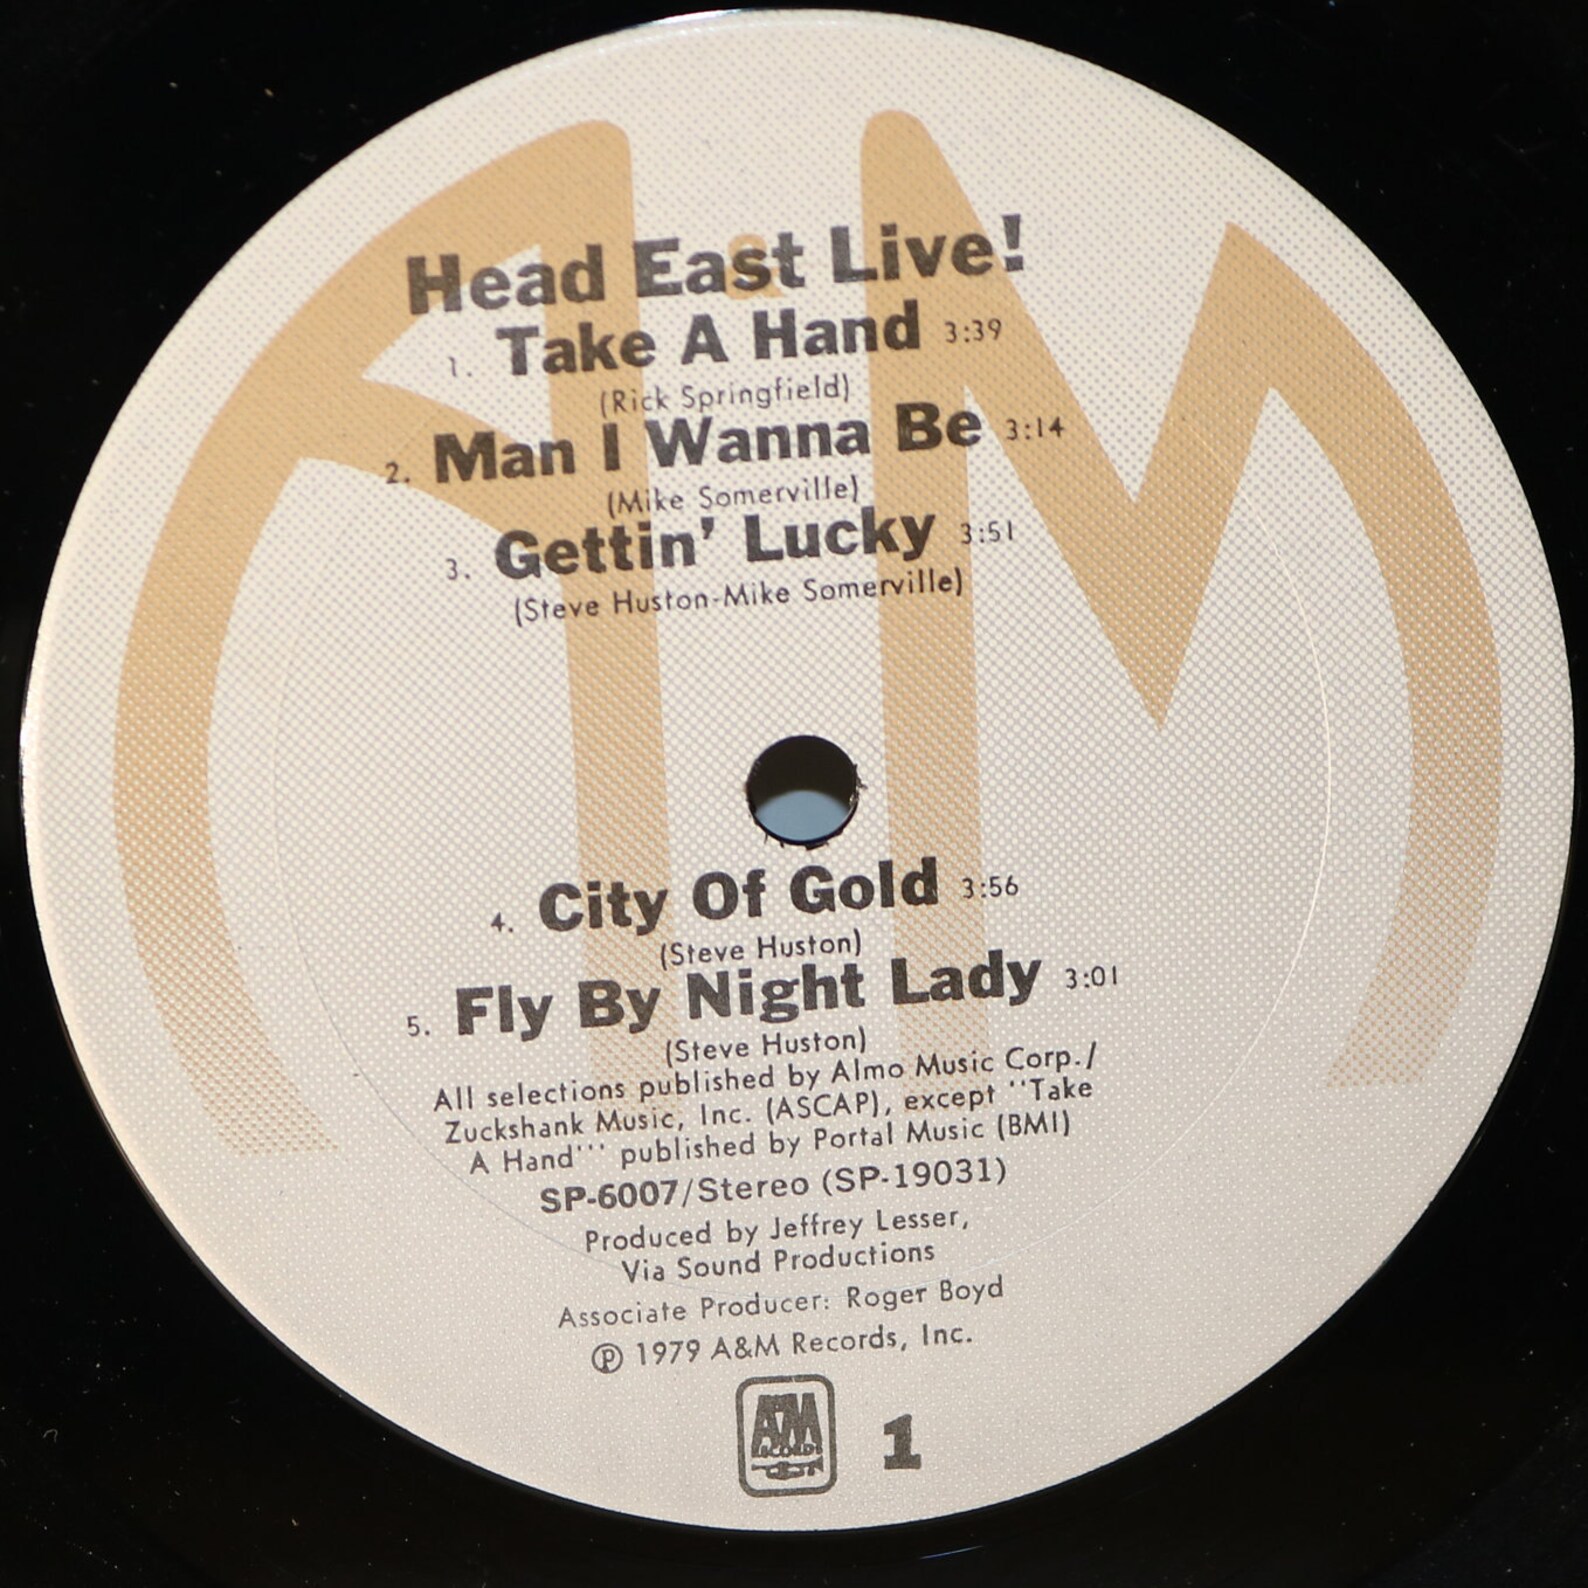 Head East Live!
1. Take A Hand 3:39
(Rick Springfield)
2. Man I Wanna Be 3:14
(Mike Somerville)
3. Gettin' Lucky 3:51
(Steve Huston-Mike Somerville)
4. City Of Gold 3:56
(Steve Huston)
5. Fly By Night Lady 3:01
(Steve Huston)
All selections published by Almo Music Corp./
Zuckshank Music, Inc. (ASCAP), except "Take
A Hand"' published by Portal Music (BMI)
SP-6007/Stereo (SP-19031)
Produced by Jeffrey Lesser,
Via Sound Productions
Associate Producer: Roger Boyd
℗ 1979 A&M Records, Inc.
A&M RECORDS 1